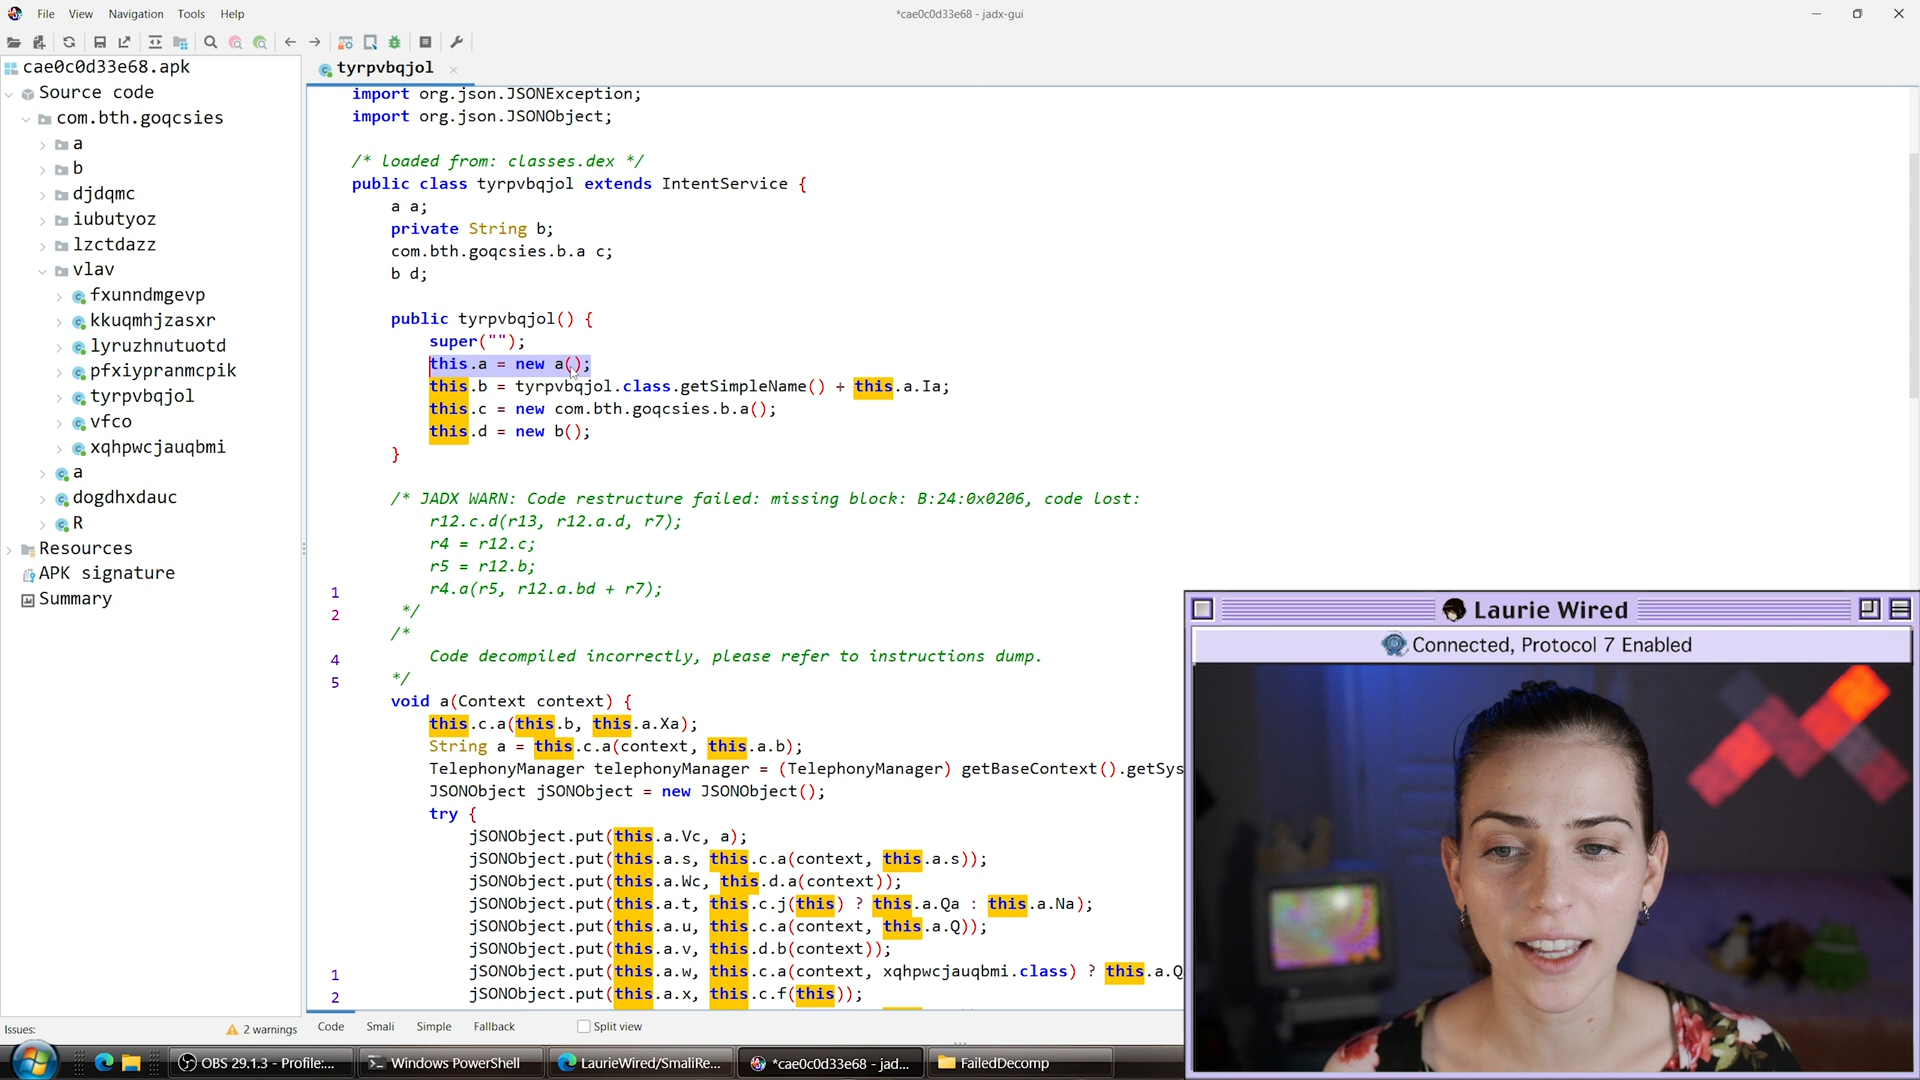 File View Navigation Tools Help
*cae0c0d33e68 - jadx-gui
cae0c0d33e68.apk
Source code
com.bth.goqcsies
a
b
djdqmc
iubutyoz
lzctdazz
vlav
fxunndmgevp
kkuqmhjzasxr
lyruzhnutuotd
pfxiypranmcpik
tyrpvbqjol
vfco
xqhpwcjauqbmi
a
dogdhxdauc
R
Resources
APK signature
Summary
tyrpvbqjol
import org.json.JSONException;
import org.json.JSONObject;
/* loaded from: classes.dex */
public class tyrpvbqjol extends IntentService {
a a;
private String b;
com.bth.goqcsies.b.a c;
b d;
public tyrpvbqjol() {
super("");
this.a = new a();
this.b = tyrpvbqjol.class.getSimpleName() + this.a.Ia;
this.c = new com.bth.goqcsies.b.a();
this.d = new b();
}
/* JADX WARN: Code restructure failed: missing block: B:24:0x0206, code lost:
r12.c.d(r13, r12.a.d, r7);
r4 = r12.c;
r5 = r12.b;
1 r4.a(r5, r12.a.bd + r7);
2 */
/*
4 Code decompiled incorrectly, please refer to instructions dump.
5 */
void a(Context context) {
this.c.a(this.b, this.a.Xa);
String a = this.c.a(context, this.a.b);
TelephonyManager telephonyManager = (TelephonyManager) getBaseContext().getSys
JSONObject jSONObject = new JSONObject();
try {
jSONObject.put(this.a.Vc, a);
jSONObject.put(this.a.s, this.c.a(context, this.a.s));
jSONObject.put(this.a.Wc, this.d.a(context));
jSONObject.put(this.a.t, this.c.j(this) ? this.a.Qa : this.a.Na);
jSONObject.put(this.a.u, this.c.a(context, this.a.Q));
jSONObject.put(this.a.v, this.d.b(context));
1 jSONObject.put(this.a.w, this.c.a(context, xqhpwcjauqbmi.class) ? this.a.Q
2 jSONObject.put(this.a.x, this.c.f(this));
Laurie Wired
Connected, Protocol 7 Enabled
Issues: 2 warnings
Code Smali Simple Fallback Split view
OBS 29.1.3 - Profile:... Windows PowerShell LaurieWired/SmaliRe... *cae0c0d33e68 - jad... FailedDecomp